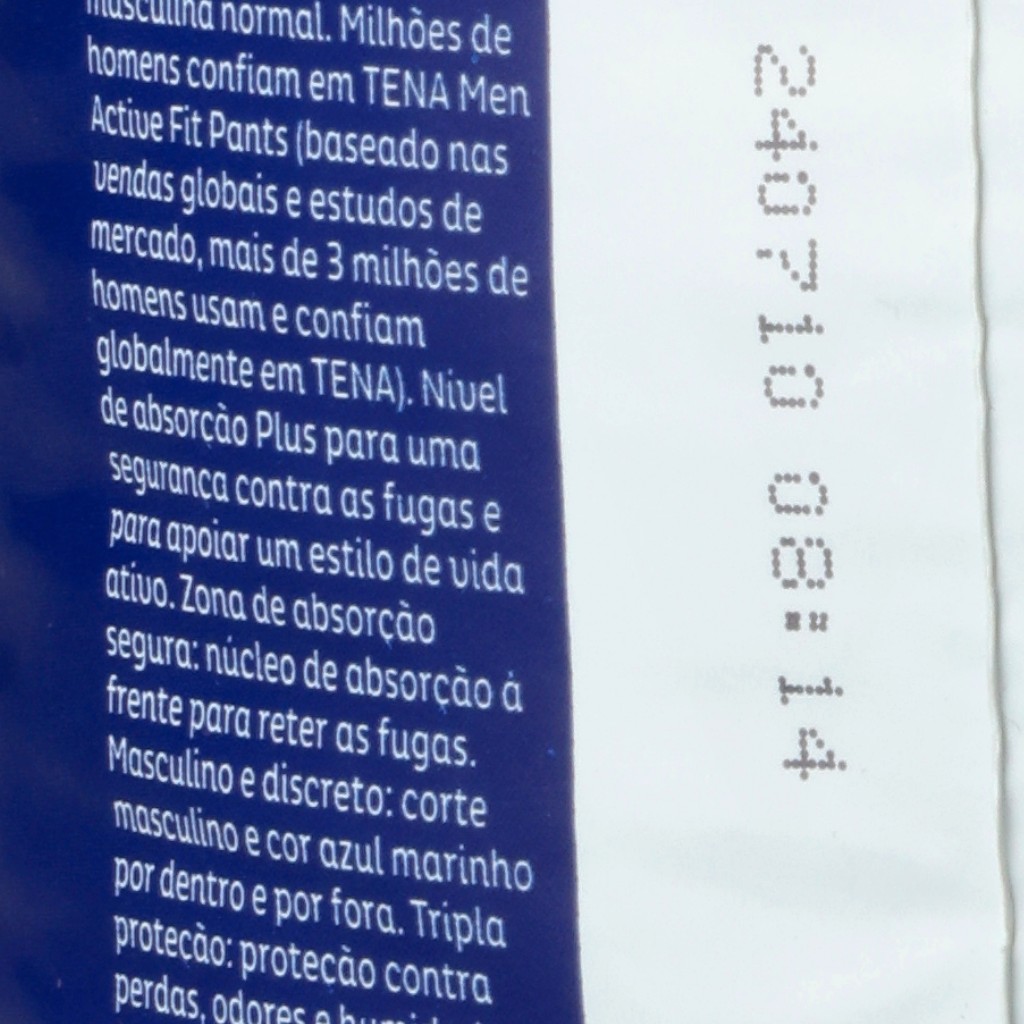 masculina normal. Milhões de
homens confiam em TENA Men
Active Fit Pants (baseado nas
vendas globais e estudos de
mercado, mais de 3 milhões de
homens usam e confiam
globalmente em TENA). Nível
de absorção Plus para uma
segurança contra as fugas e
para apoiar um estilo de vida
ativo. Zona de absorção
segura: núcleo de absorção à
frente para reter as fugas.
Masculino e discreto: corte
masculino e cor azul marinho
por dentro e por fora. Tripla
proteção: proteção contra
perdas, odores e
240710 08:14